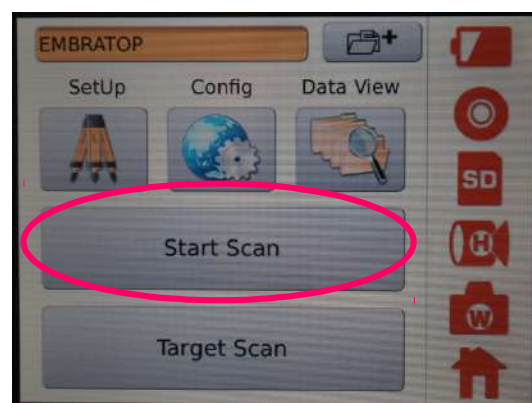 EMBRATOP
SetUp Config Data View
SD
Start Scan
H
W
Target Scan